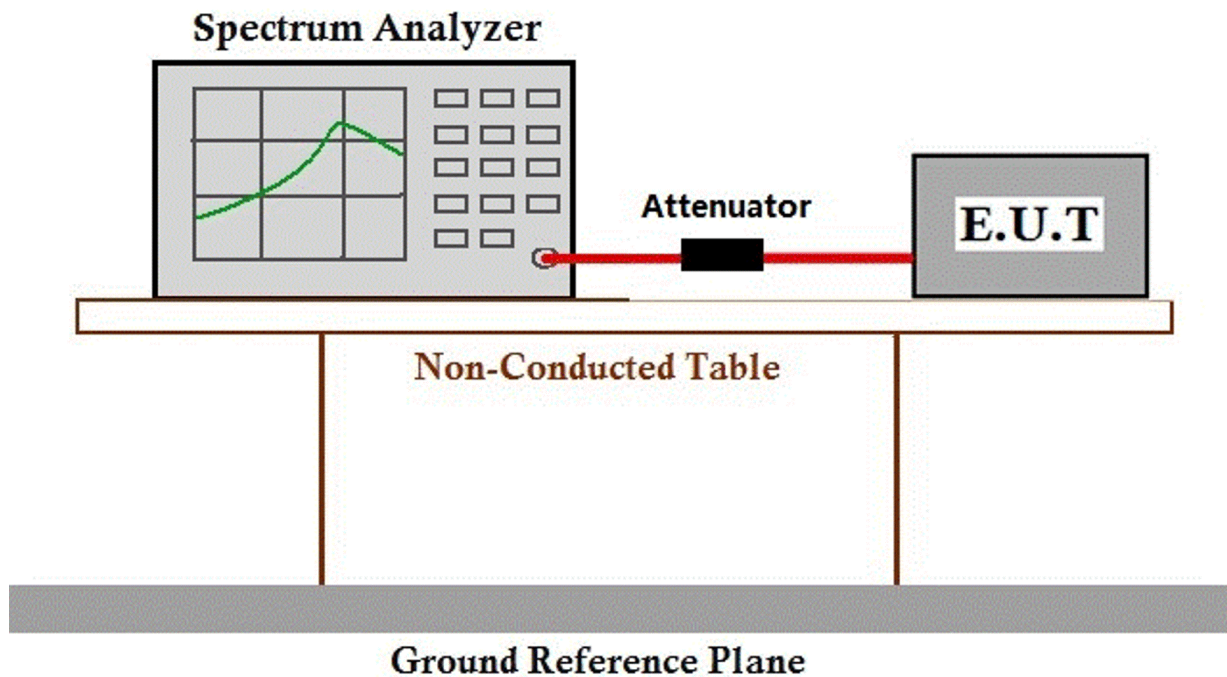 Spectrum Analyzer
Attenuator
E.U.T
Non-Conducted Table
Ground Reference Plane